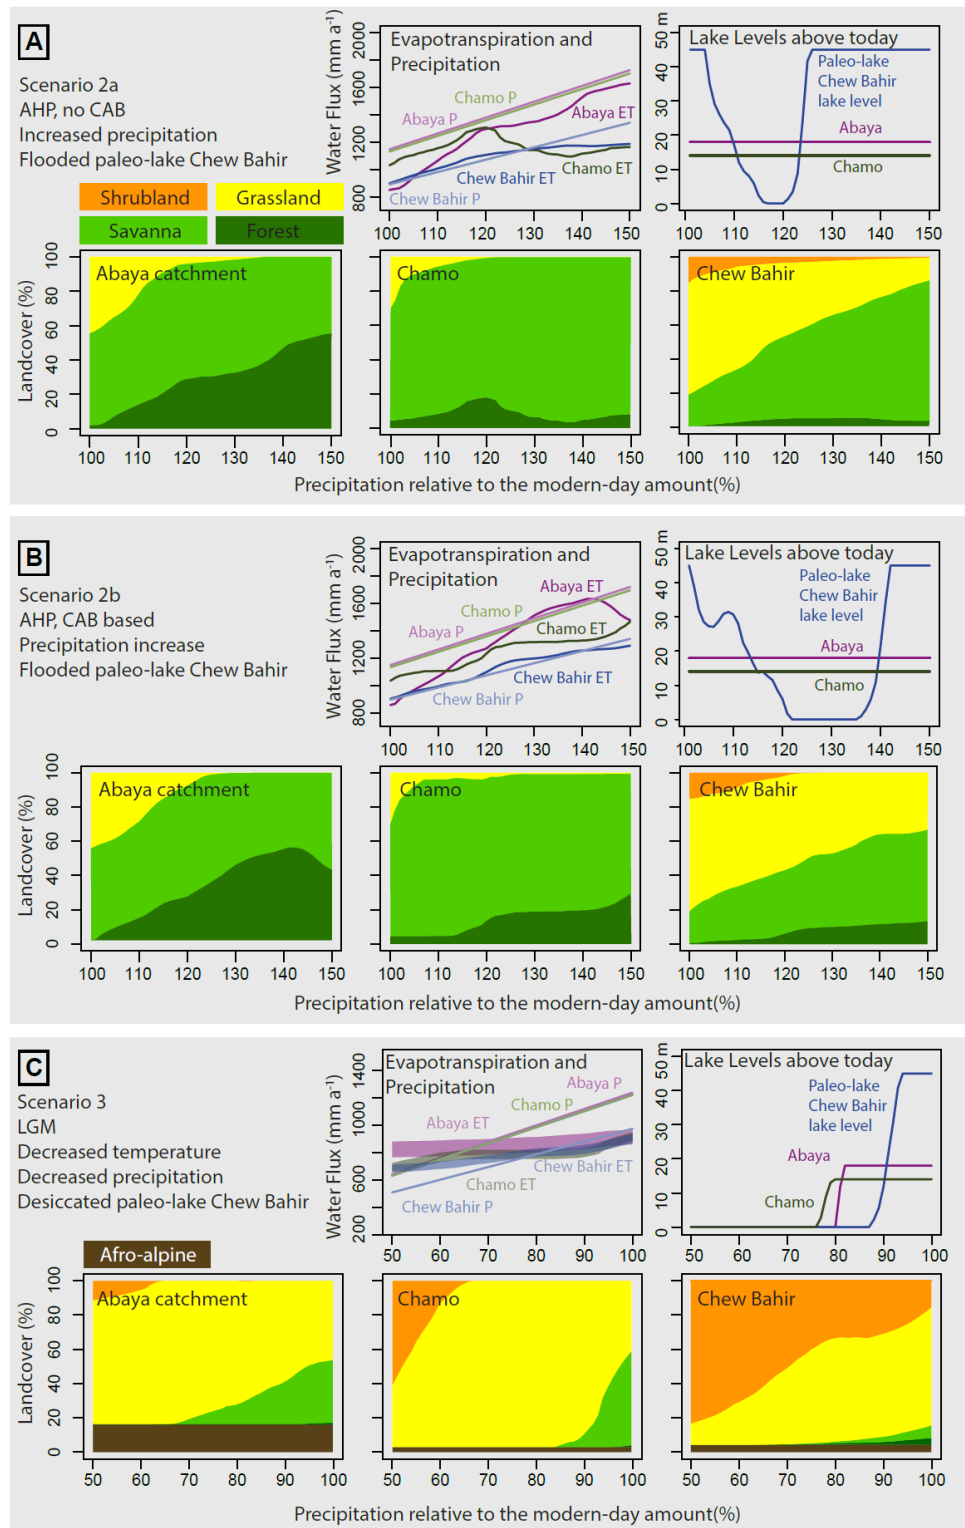 A
Scenario 2a
AHP, no CAB
Increased precipitation
Flooded paleo-lake Chew Bahir
Shrubland
Grassland
Savanna
Forest
Water Flux (mm a-1)
2000
1600
1200
800
Evapotranspiration and
Precipitation
Chamo P
Abaya P
Abaya ET
Chew Bahir ET
Chamo ET
Chew Bahir P
100 110 120 130 140 150
50 m
40
30
20
10
0
Lake Levels above today
Paleo-lake
Chew Bahir
lake level
Abaya
Chamo
100 110 120 130 140 150
Landcover (%)
100
80
60
40
20
0
Abaya catchment
Chamo
Chew Bahir
100 110 120 130 140 150
100 110 120 130 140 150
100 110 120 130 140 150
Precipitation relative to the modern-day amount(%)
B
Scenario 2b
AHP, CAB based
Precipitation increase
Flooded paleo-lake Chew Bahir
Water Flux (mm a-1)
2000
1600
1200
800
Evapotranspiration and
Precipitation
Abaya ET
Chamo P
Abaya P
Chamo ET
Chew Bahir ET
Chew Bahir P
100 110 120 130 140 150
50 m
40
30
20
10
0
Lake Levels above today
Paleo-lake
Chew Bahir
lake level
Abaya
Chamo
100 110 120 130 140 150
Landcover (%)
100
80
60
40
20
0
Abaya catchment
Chamo
Chew Bahir
100 110 120 130 140 150
100 110 120 130 140 150
100 110 120 130 140 150
Precipitation relative to the modern-day amount(%)
C
Scenario 3
LGM
Decreased temperature
Decreased precipitation
Desiccated paleo-lake Chew Bahir
Afro-alpine
Water Flux (mm a-1)
1400
1000
600
200
Evapotranspiration and
Precipitation
Abaya P
Chamo P
Abaya ET
Chew Bahir ET
Chamo ET
Chew Bahir P
50 60 70 80 90 100
50 m
40
30
20
10
0
Lake Levels above today
Paleo-lake
Chew Bahir
lake level
Abaya
Chamo
50 60 70 80 90 100
Landcover (%)
100
80
60
40
20
0
Abaya catchment
Chamo
Chew Bahir
50 60 70 80 90 100
50 60 70 80 90 100
50 60 70 80 90 100
Precipitation relative to the modern-day amount(%)